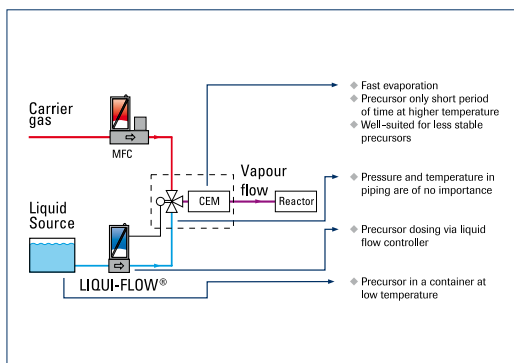 Carrier
gas
MFC
Liquid
Source
LIQUI-FLOW®
Vapour
flow
CEM
Reactor
Fast evaporation
Precursor only short period
of time at higher temperature
Well-suited for less stable
precursors
Pressure and temperature in
piping are of no importance
Precursor dosing via liquid
flow controller
Precursor in a container at
low temperature